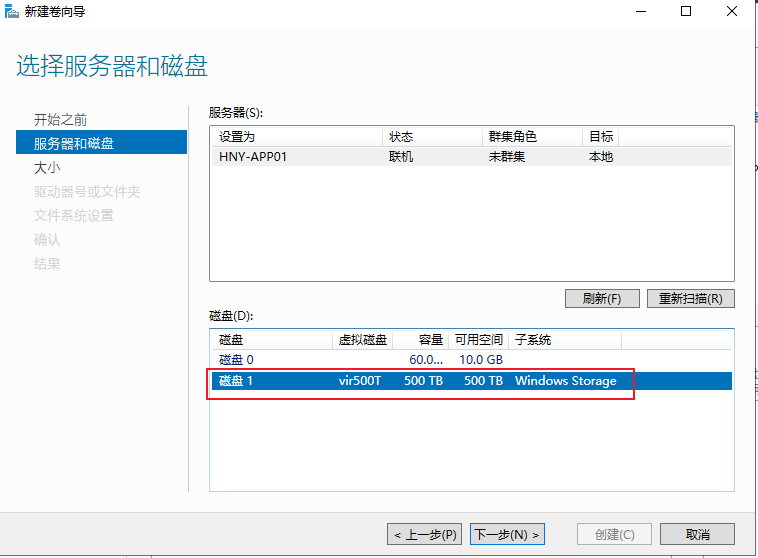 新建卷向导
选择服务器和磁盘
开始之前
服务器和磁盘
大小
驱动器号或文件夹
文件系统设置
确认
结果
服务器(S):
设置为 状态 群集角色 目标
HNY-APP01 联机 未群集 本地
刷新(F) 重新扫描(R)
磁盘(D):
磁盘 虚拟磁盘 容量 可用空间 子系统
磁盘 0 60.0... 10.0 GB
磁盘 1 vir500T 500 TB 500 TB Windows Storage
< 上一步(P) 下一步(N) > 创建(C) 取消